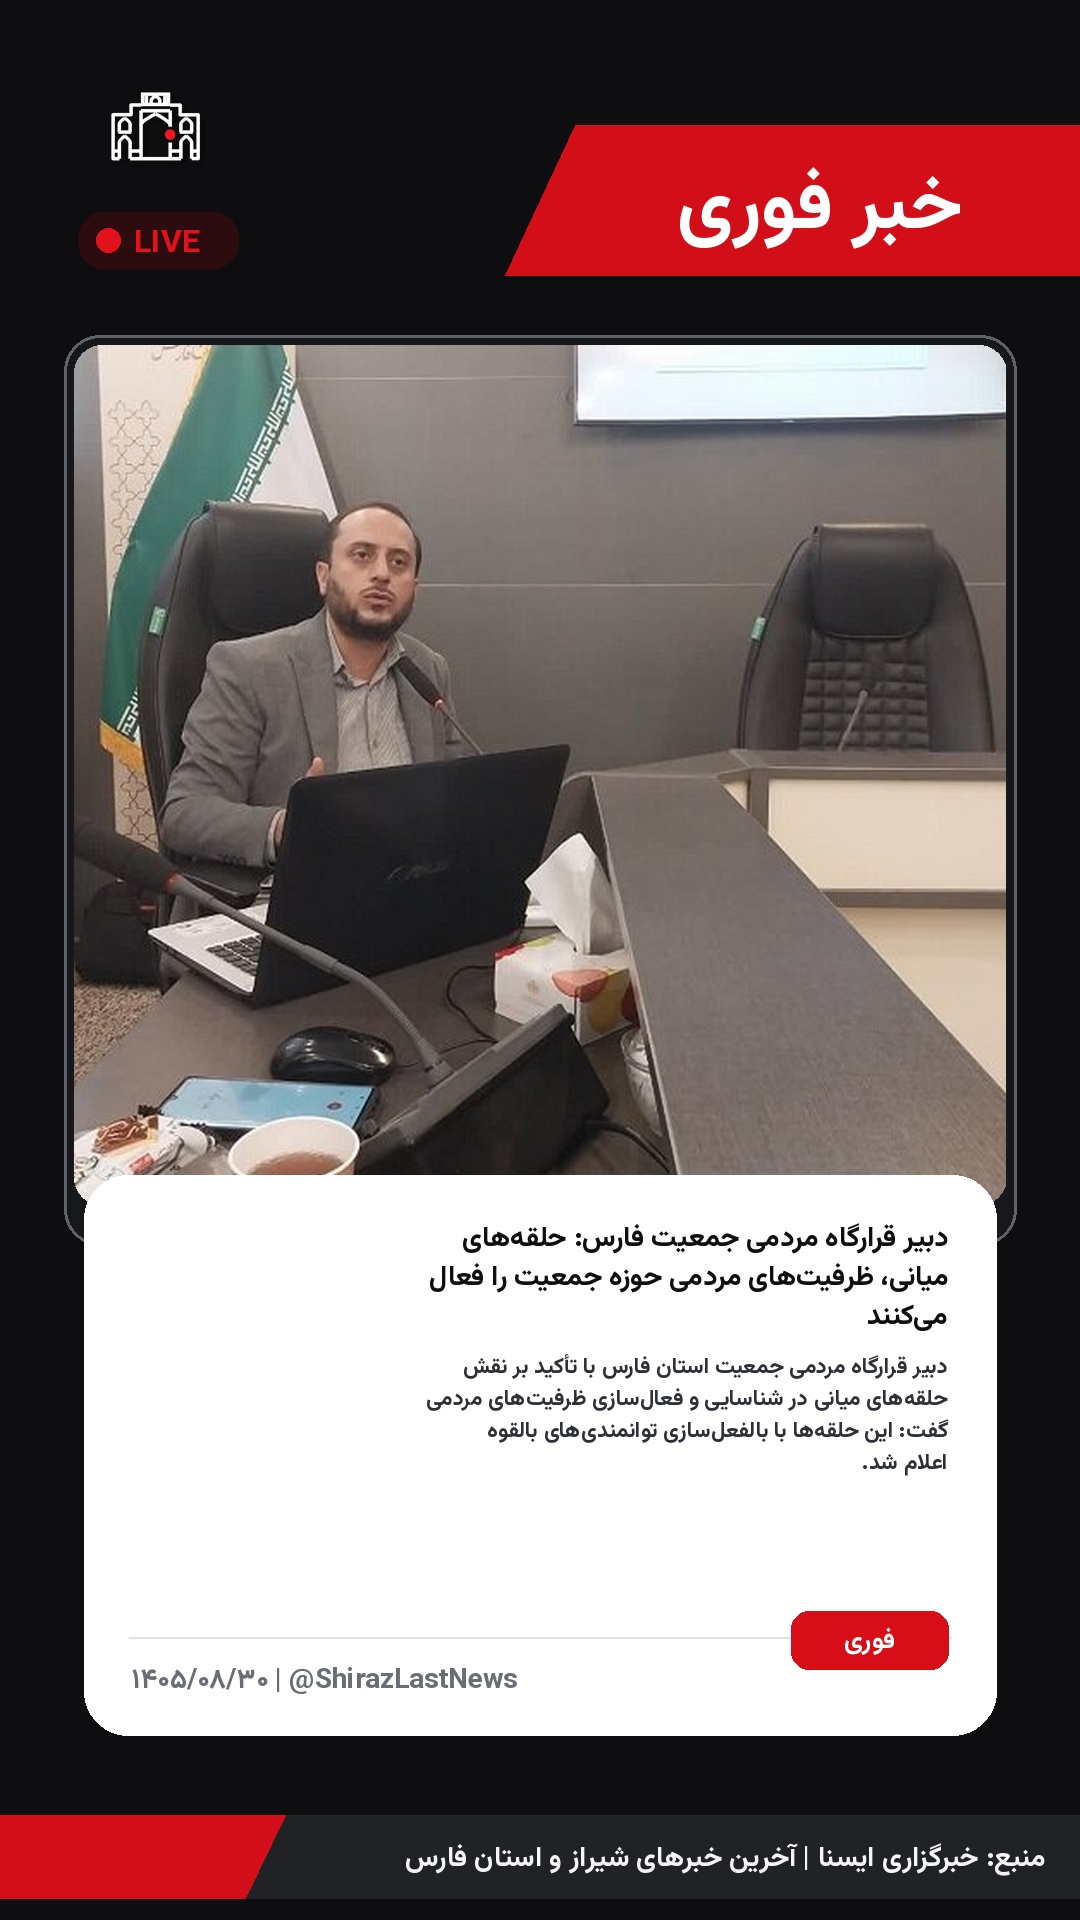 خبر فوری
LIVE
دبیر قرارگاه مردمی جمعیت فارس: حلقه‌های
میانی، ظرفیت‌های مردمی حوزه جمعیت را فعال
می‌کنند
دبیر قرارگاه مردمی جمعیت استان فارس با تأکید بر نقش
حلقه‌های میانی در شناسایی و فعال‌سازی ظرفیت‌های مردمی
گفت: این حلقه‌ها با بالفعل‌سازی توانمندی‌های بالقوه
اعلام شد.
فوری
۱۴۰۵/۰۸/۳۰ | @ShirazLastNews
منبع: خبرگزاری ایسنا | آخرین خبرهای شیراز و استان فارس